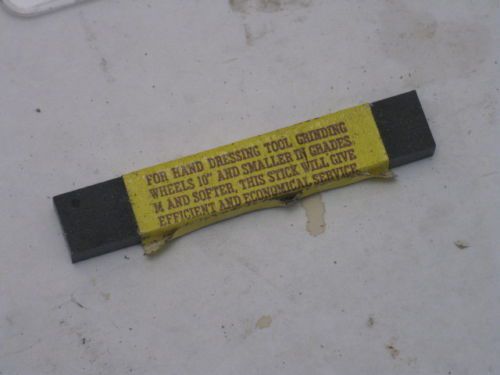 FOR HAND DRESSING TOOL GRINDING
WHEELS 10" AND SMALLER IN GRADES
M AND SOFTER, THIS STICK WILL GIVE
EFFICIENT AND ECONOMICAL SERVICE.